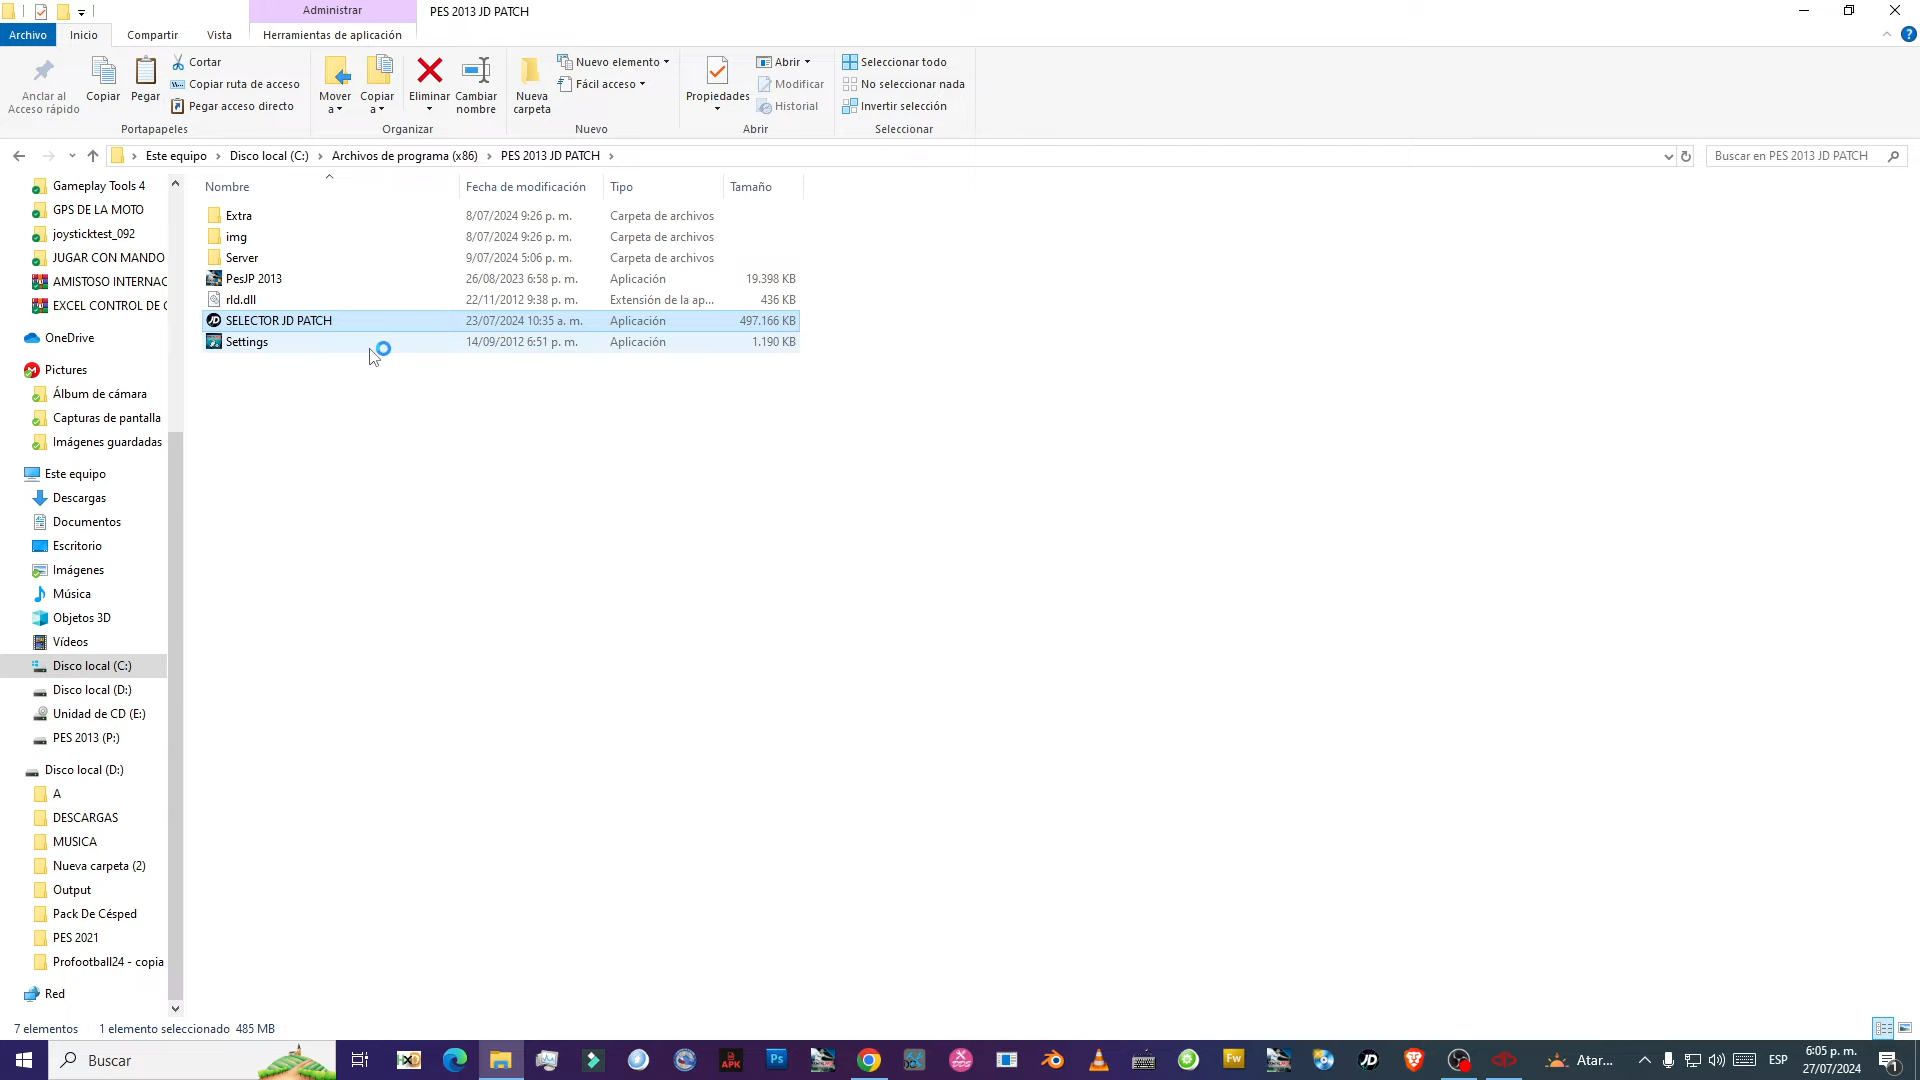 Administrar
PES 2013 JD PATCH
Archivo
Inicio
Compartir
Vista
Herramientas de aplicación
Anclar al
Acceso rápido
Copiar
Pegar
Cortar
Copiar ruta de acceso
Pegar acceso directo
Portapapeles
Mover
a
Copiar
a
Eliminar
Cambiar
nombre
Organizar
Nueva
carpeta
Nuevo elemento
Fácil acceso
Nuevo
Propiedades
Abrir
Modificar
Historial
Abrir
Seleccionar todo
No seleccionar nada
Invertir selección
Seleccionar
Este equipo > Disco local (C:) > Archivos de programa (x86) > PES 2013 JD PATCH >
Buscar en PES 2013 JD PATCH
Gameplay Tools 4
GPS DE LA MOTO
joysticktest_092
JUGAR CON MANDO
AMISTOSO INTERNAC
EXCEL CONTROL DE
OneDrive
Pictures
Álbum de cámara
Capturas de pantalla
Imágenes guardadas
Este equipo
Descargas
Documentos
Escritorio
Imágenes
Música
Objetos 3D
Vídeos
Disco local (C:)
Disco local (D:)
Unidad de CD (E:)
PES 2013 (P:)
Disco local (D:)
A
DESCARGAS
MUSICA
Nueva carpeta (2)
Output
Pack De Césped
PES 2021
Profootball24 - copia
Red
Nombre Fecha de modificación Tipo Tamaño
Extra 8/07/2024 9:26 p. m. Carpeta de archivos
img 8/07/2024 9:26 p. m. Carpeta de archivos
Server 9/07/2024 5:06 p. m. Carpeta de archivos
PesJP 2013 26/08/2023 6:58 p. m. Aplicación 19.398 KB
rld.dll 22/11/2012 9:38 p. m. Extensión de la ap... 436 KB
SELECTOR JD PATCH 23/07/2024 10:35 a. m. Aplicación 497.166 KB
Settings 14/09/2012 6:51 p. m. Aplicación 1.190 KB
7 elementos 1 elemento seleccionado 485 MB
Buscar
APK
Ps
Fw
JD
Atar...
ESP
6:05 p. m.
27/07/2024
1